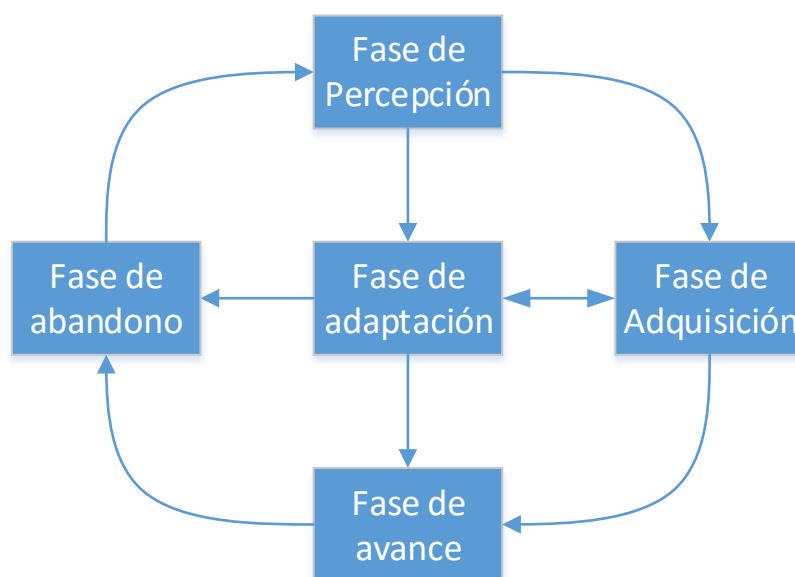 Fase de
Percepción
Fase de
abandono
Fase de
adaptación
Fase de
Adquisición
Fase de
avance